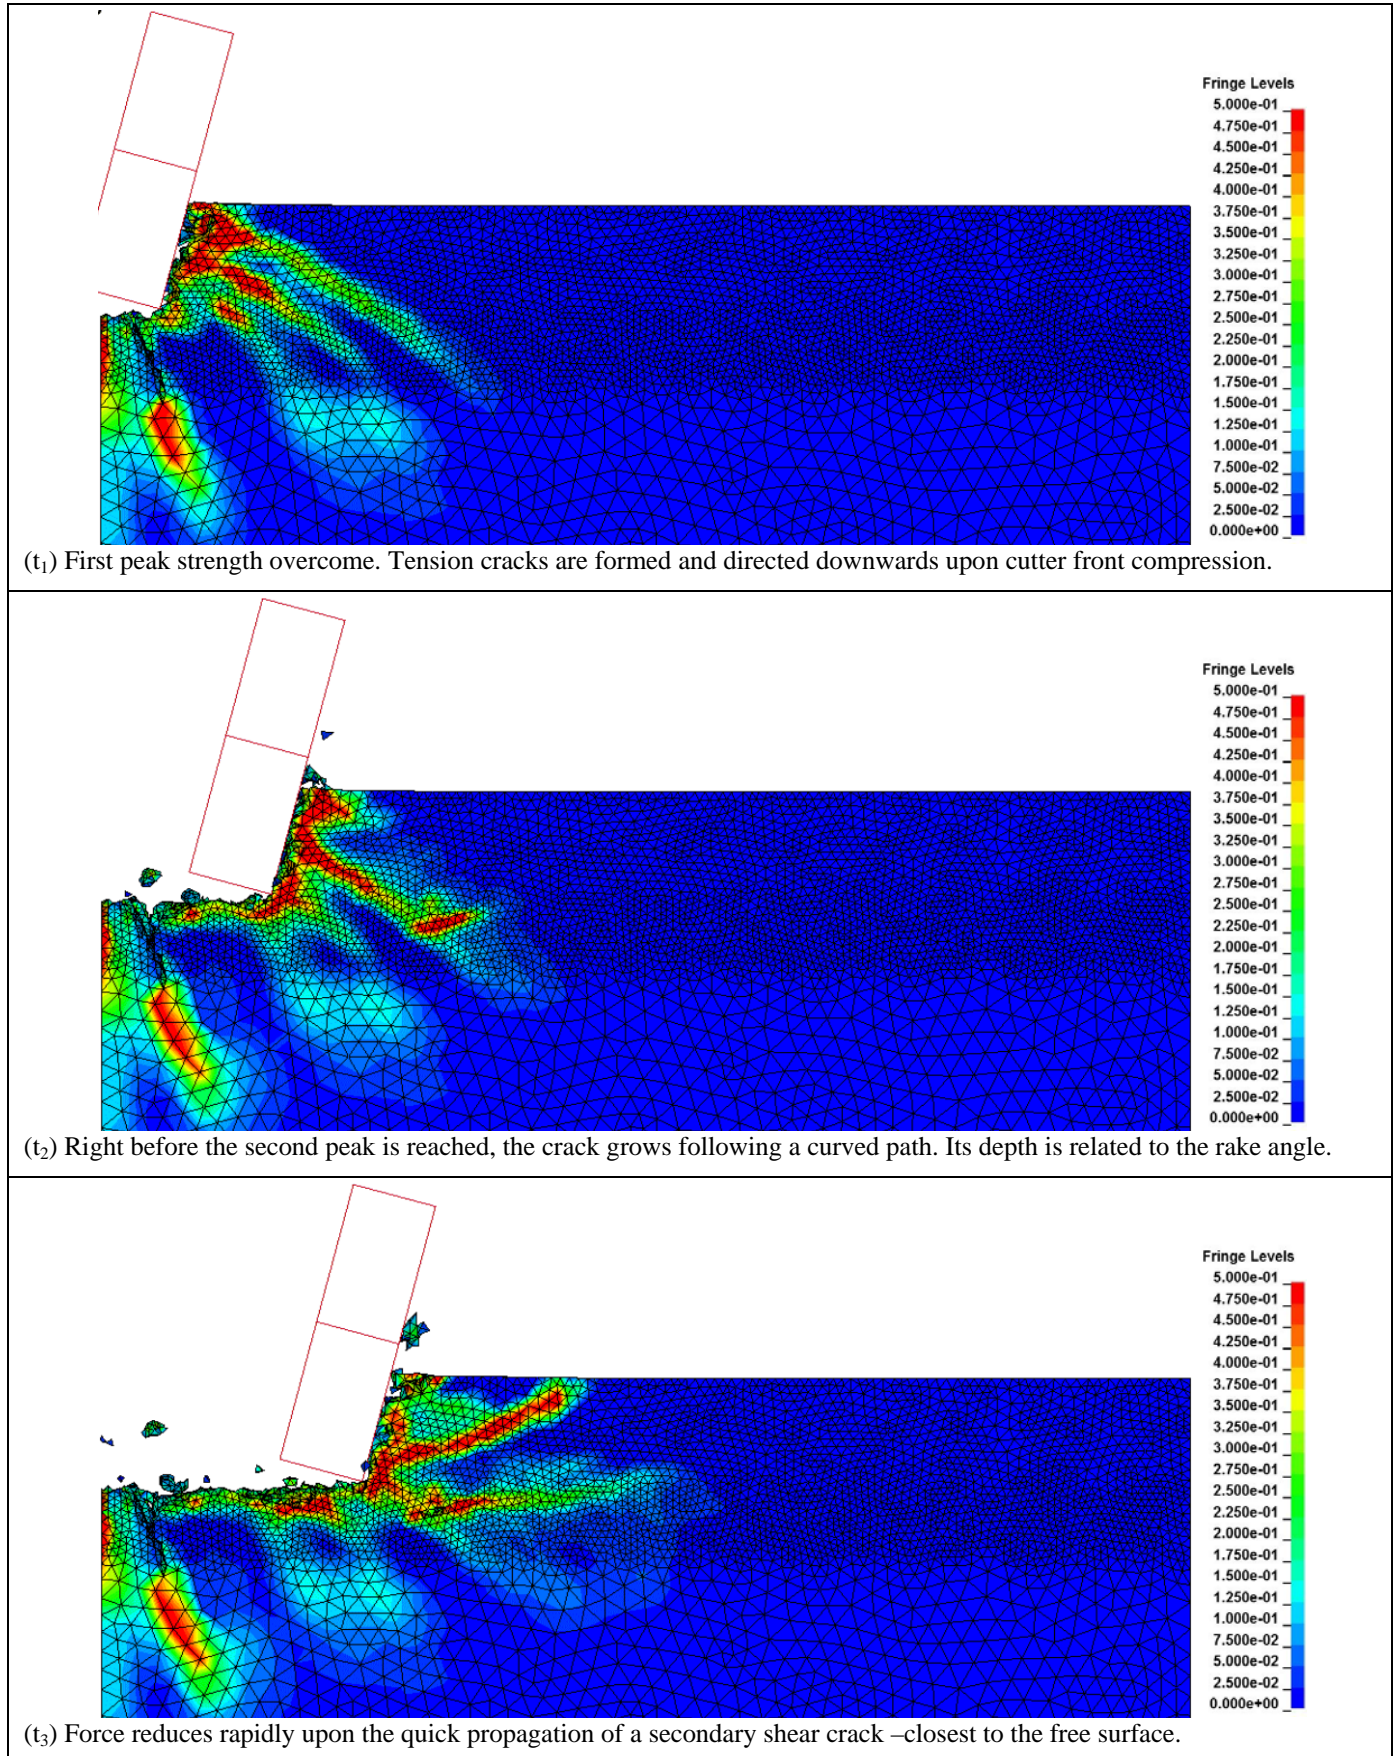 Fringe Levels
5.000e-01
4.750e-01
4.500e-01
4.250e-01
4.000e-01
3.750e-01
3.500e-01
3.250e-01
3.000e-01
2.750e-01
2.500e-01
2.250e-01
2.000e-01
1.750e-01
1.500e-01
1.250e-01
1.000e-01
7.500e-02
5.000e-02
2.500e-02
0.000e+00
(t₁) First peak strength overcome. Tension cracks are formed and directed downwards upon cutter front compression.
Fringe Levels
5.000e-01
4.750e-01
4.500e-01
4.250e-01
4.000e-01
3.750e-01
3.500e-01
3.250e-01
3.000e-01
2.750e-01
2.500e-01
2.250e-01
2.000e-01
1.750e-01
1.500e-01
1.250e-01
1.000e-01
7.500e-02
5.000e-02
2.500e-02
0.000e+00
(t₂) Right before the second peak is reached, the crack grows following a curved path. Its depth is related to the rake angle.
Fringe Levels
5.000e-01
4.750e-01
4.500e-01
4.250e-01
4.000e-01
3.750e-01
3.500e-01
3.250e-01
3.000e-01
2.750e-01
2.500e-01
2.250e-01
2.000e-01
1.750e-01
1.500e-01
1.250e-01
1.000e-01
7.500e-02
5.000e-02
2.500e-02
0.000e+00
(t₃) Force reduces rapidly upon the quick propagation of a secondary shear crack –closest to the free surface.